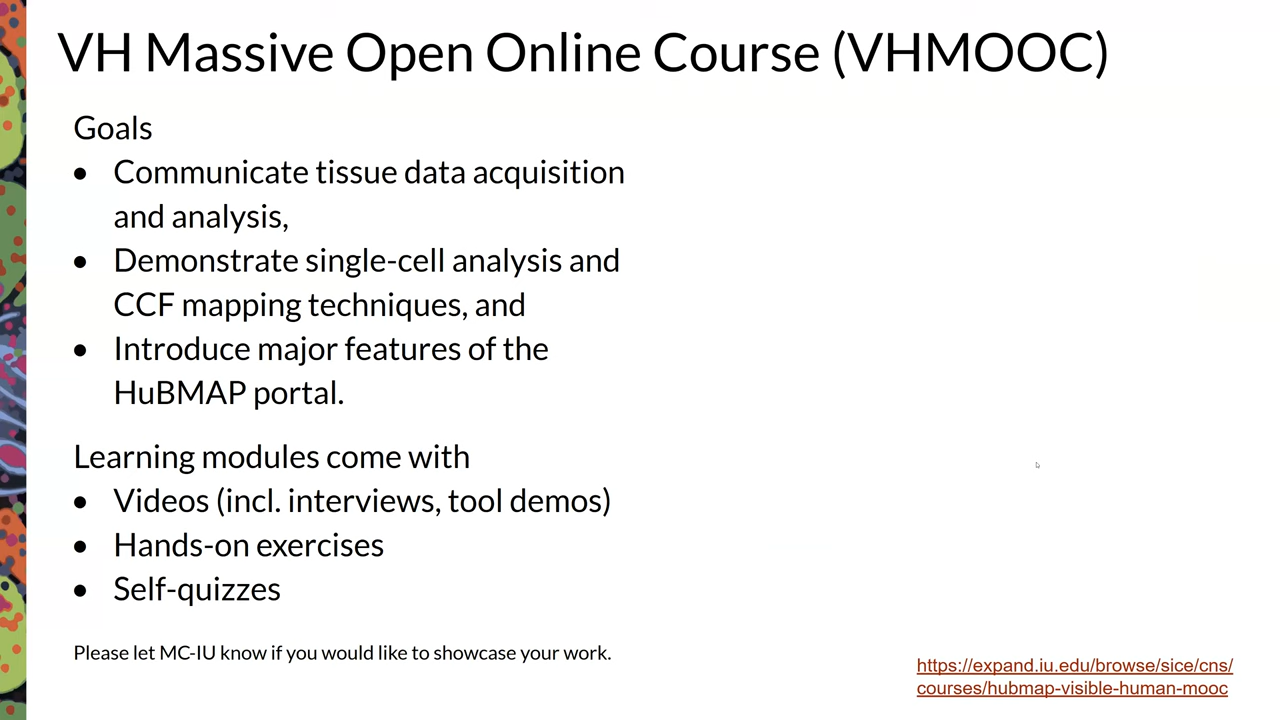 VH Massive Open Online Course (VHMOOC)
Goals
• Communicate tissue data acquisition
and analysis,
• Demonstrate single-cell analysis and
CCF mapping techniques, and
• Introduce major features of the
HuBMAP portal.
Learning modules come with
• Videos (incl. interviews, tool demos)
• Hands-on exercises
• Self-quizzes
Please let MC-IU know if you would like to showcase your work.
https://expand.iu.edu/browse/sice/cns/
courses/hubmap-visible-human-mooc